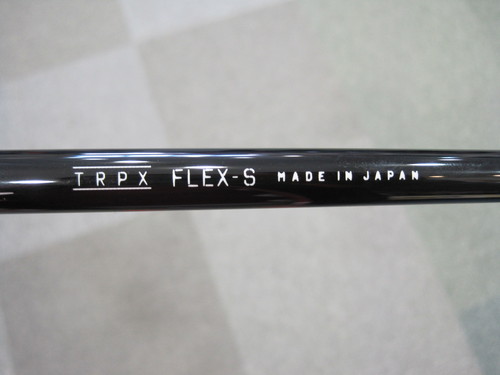 TRPX FLEX-S MADE IN JAPAN